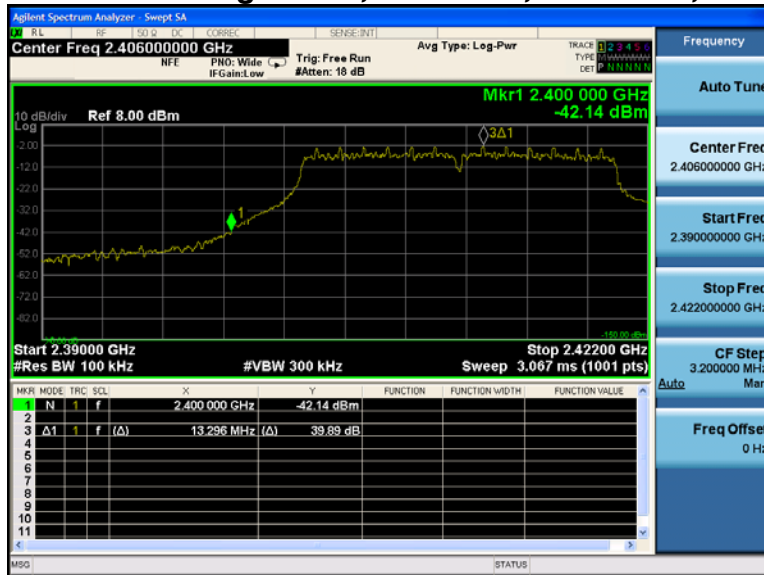 Agilent Spectrum Analyzer - Swept SA
RL RF 50 Ω DC CORREC SENSE:INT
Center Freq 2.406000000 GHz
NFE PNO: Wide IFGain:Low
Trig: Free Run
#Atten: 18 dB
Avg Type: Log-Pwr
TRACE 1 2 3 4 5 6
TYPE M
DET P N N N N N
Mkr1 2.400 000 GHz
-42.14 dBm
10 dB/div Ref 8.00 dBm
Log
-2.00
-12.0
-22.0
-32.0
-42.0
-52.0
-62.0
-72.0
-82.0
1
3Δ1
-150.00 dBm
Start 2.39000 GHz Stop 2.42200 GHz
#Res BW 100 kHz #VBW 300 kHz Sweep 3.067 ms (1001 pts)
MKR MODE TRC SCL X Y FUNCTION FUNCTION WIDTH FUNCTION VALUE
1 N 1 f 2.400 000 GHz -42.14 dBm
2
3 Δ1 1 f (Δ) 13.296 MHz (Δ) 39.89 dB
4
5
6
7
8
9
10
11
MSG STATUS
Frequency
Auto Tune
Center Freq
2.406000000 GHz
Start Freq
2.390000000 GHz
Stop Freq
2.422000000 GHz
CF Step
3.200000 MHz
Auto Man
Freq Offset
0 Hz